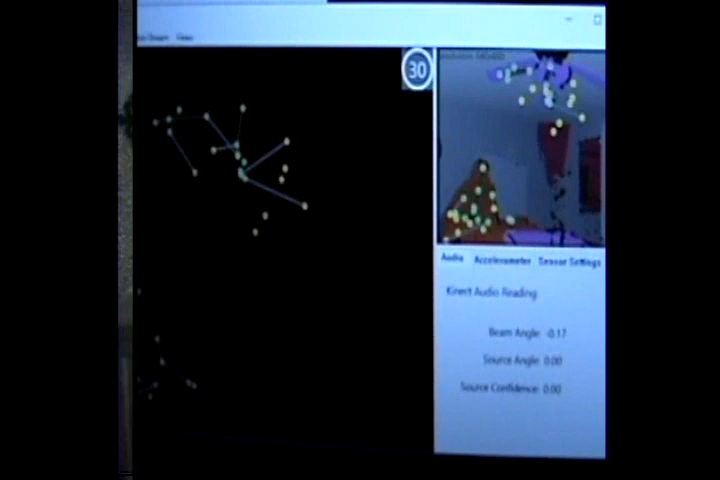 View
30
Audio Accelerometer Sensor Settings
Kinect Audio Reading
Beam Angle: -0.17
Source Angle: 0.00
Source Confidence: 0.00